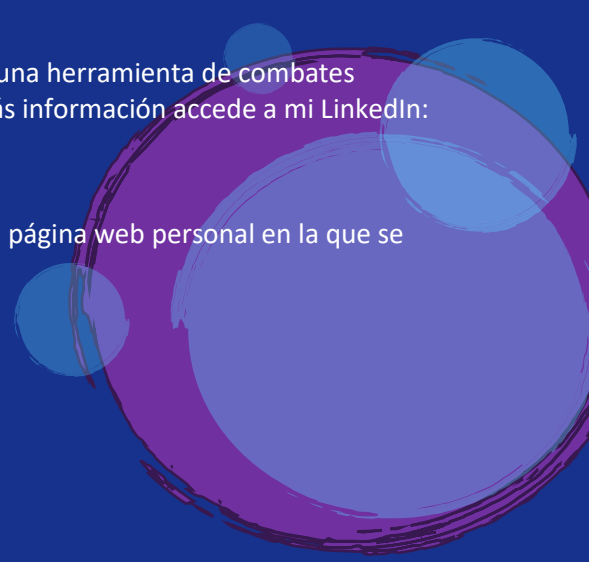 una herramienta de combates
ás información accede a mi LinkedIn:
página web personal en la que se